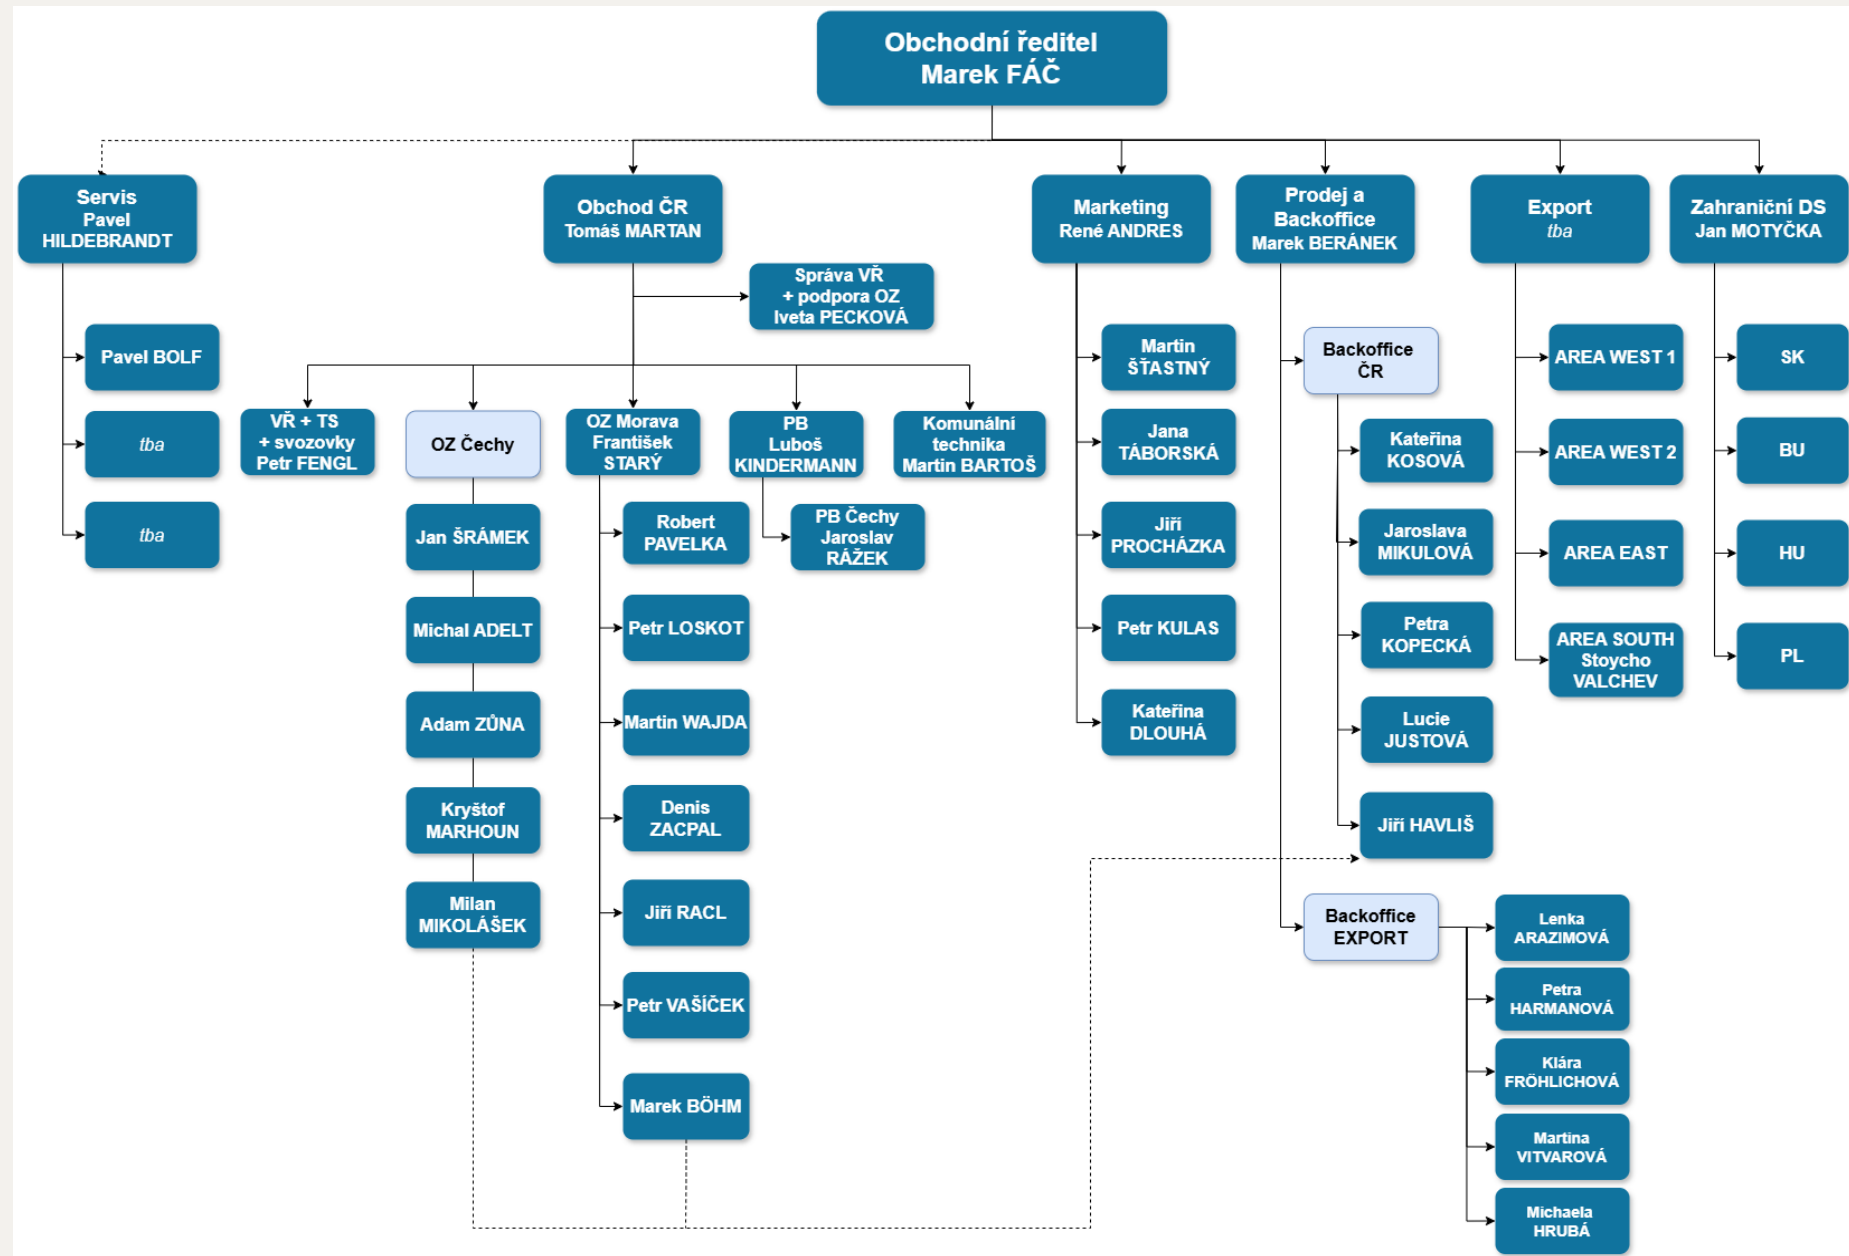 Obchodní ředitel
Marek FÁČ
Servis
Pavel
HILDEBRANDT
Obchod ČR
Tomáš MARTAN
Marketing
René ANDRES
Prodej a
Backoffice
Marek BERÁNEK
Export
tba
Zahraniční DS
Jan MOTYČKA
Správa VŘ
+ podpora OZ
Iveta PECKOVÁ
Pavel BOLF
tba
tba
VŘ + TS
+ svozovky
Petr FENGL
OZ Čechy
OZ Morava
František
STARÝ
PB
Luboš
KINDERMANN
Komunální
technika
Martin BARTOŠ
Jan ŠRÁMEK
Michal ADELT
Adam ZŮNA
Kryštof
MARHOUN
Milan
MIKOLÁŠEK
Robert
PAVELKA
Petr LOSKOT
Martin WAJDA
Denis
ZACPAL
Jiří RACL
Petr VAŠÍČEK
Marek BÖHM
PB Čechy
Jaroslav
RÁŽEK
Martin
ŠŤASTNÝ
Jana
TÁBORSKÁ
Jiří
PROCHÁZKA
Petr KULAS
Kateřina
DLOUHÁ
Backoffice
ČR
Kateřina
KOSOVÁ
Jaroslava
MIKULOVÁ
Petra
KOPECKÁ
Lucie
JUSTOVÁ
Jiří HAVLIŠ
Backoffice
EXPORT
Lenka
ARAZIMOVÁ
Petra
HARMANOVÁ
Klára
FRÖHLICHOVÁ
Martina
VITVAROVÁ
Michaela
HRUBÁ
AREA WEST 1
AREA WEST 2
AREA EAST
AREA SOUTH
Stoycho
VALCHEV
SK
BU
HU
PL